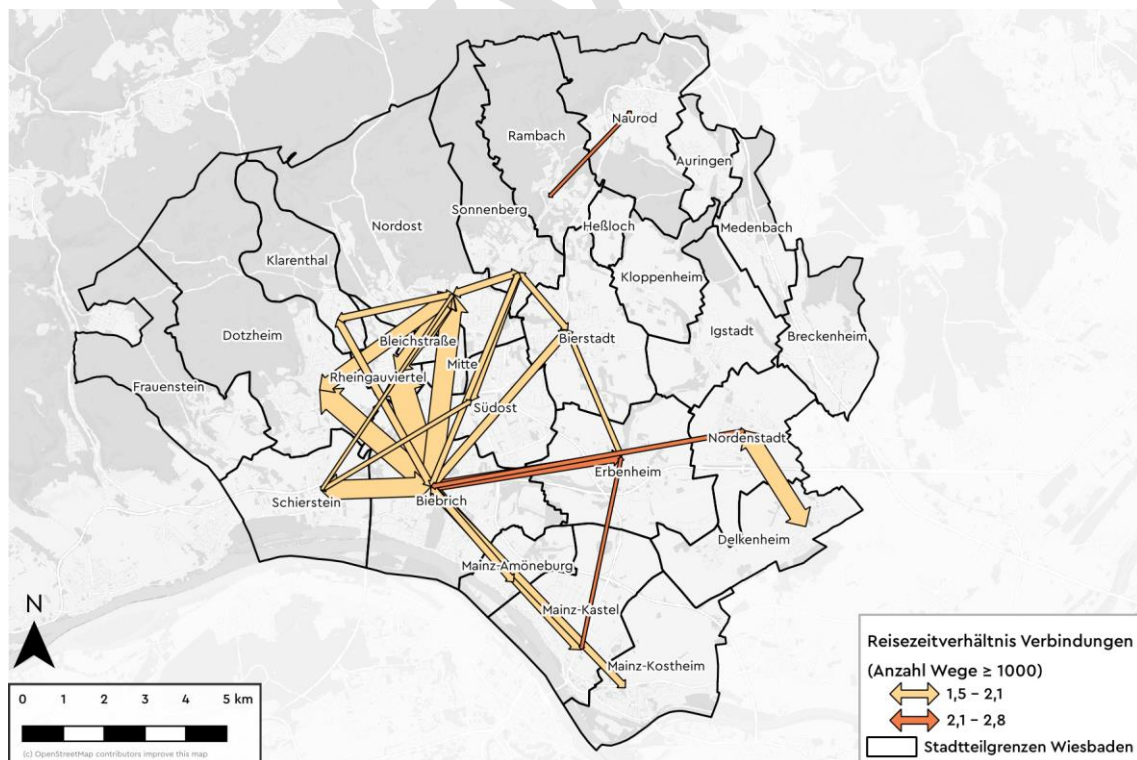 Naurod
Rambach
Auringen
Sonnenberg
Nordost
Heßloch
Medenbach
Klarenthal
Kloppenheim
Igstadt
Breckenheim
Dotzheim
Bleichstraße
Bierstadt
Mitte
Rheingauviertel
Frauenstein
Südost
Nordenstadt
Erbenheim
Schierstein
Biebrich
Delkenheim
Mainz-Amöneburg
Mainz-Kastel
Mainz-Kostheim
N
0 1 2 3 4 5 km
(c) OpenStreetMap contributors improve this map
Reisezeitverhältnis Verbindungen
(Anzahl Wege ≥ 1000)
1,5 – 2,1
2,1 – 2,8
Stadtteilgrenzen Wiesbaden